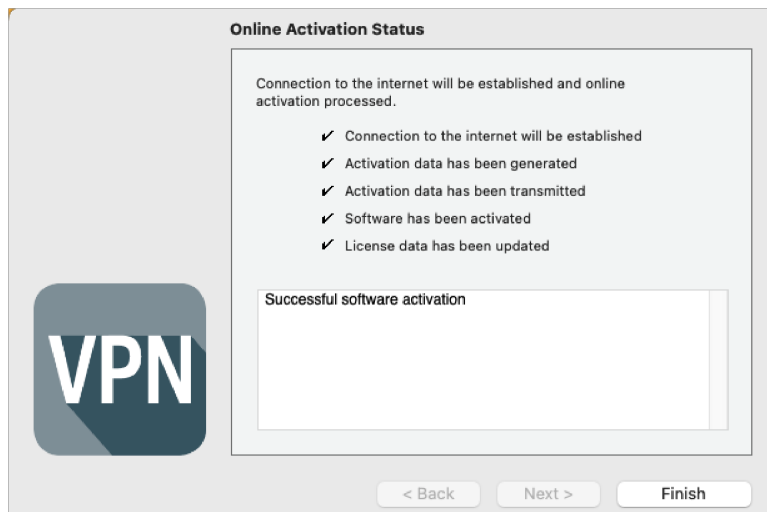 Online Activation Status
Connection to the internet will be established and online
activation processed.
✔ Connection to the internet will be established
✔ Activation data has been generated
✔ Activation data has been transmitted
✔ Software has been activated
✔ License data has been updated
Successful software activation
VPN
< Back Next > Finish